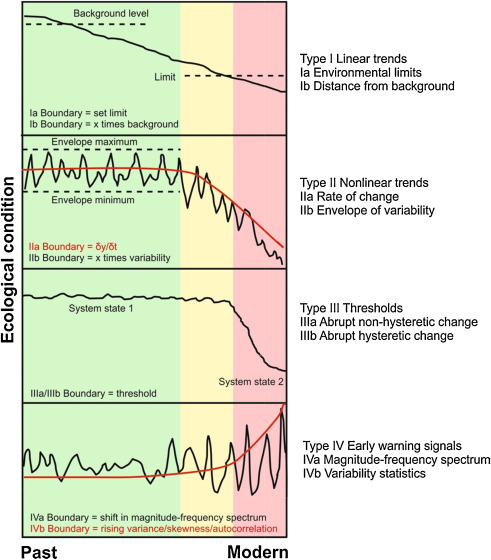 Background level
Limit
Ia Boundary = set limit
Ib Boundary = x times background
Type I Linear trends
Ia Environmental limits
Ib Distance from background
Envelope maximum
Envelope minimum
IIa Boundary = δy/δt
IIb Boundary = x times variability
Type II Nonlinear trends
IIa Rate of change
IIb Envelope of variability
Ecological condition
System state 1
System state 2
IIIa/IIIb Boundary = threshold
Type III Thresholds
IIIa Abrupt non-hysteretic change
IIIb Abrupt hysteretic change
IVa Boundary = shift in magnitude-frequency spectrum
IVb Boundary = rising variance/skewness/autocorrelation
Type IV Early warning signals
IVa Magnitude-frequency spectrum
IVb Variability statistics
Past
Modern